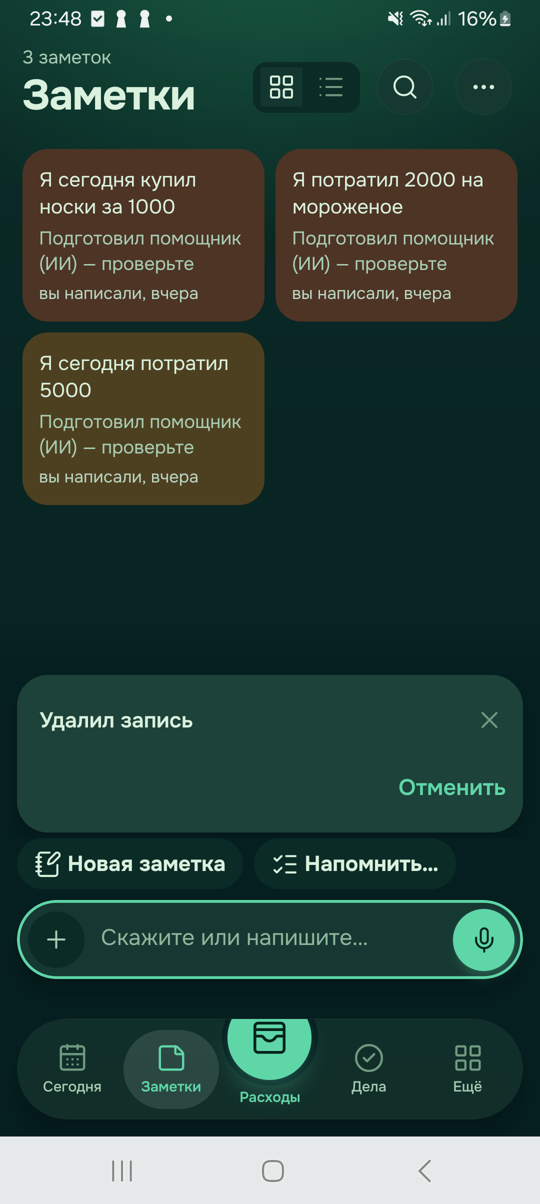 23:48
16%
3 заметок
Заметки
Я сегодня купил
носки за 1000
Подготовил помощник
(ИИ) — проверьте
вы написали, вчера
Я потратил 2000 на
мороженое
Подготовил помощник
(ИИ) — проверьте
вы написали, вчера
Я сегодня потратил
5000
Подготовил помощник
(ИИ) — проверьте
вы написали, вчера
Удалил запись
Отменить
Новая заметка
Напомнить...
Скажите или напишите...
Сегодня
Заметки
Расходы
Дела
Ещё